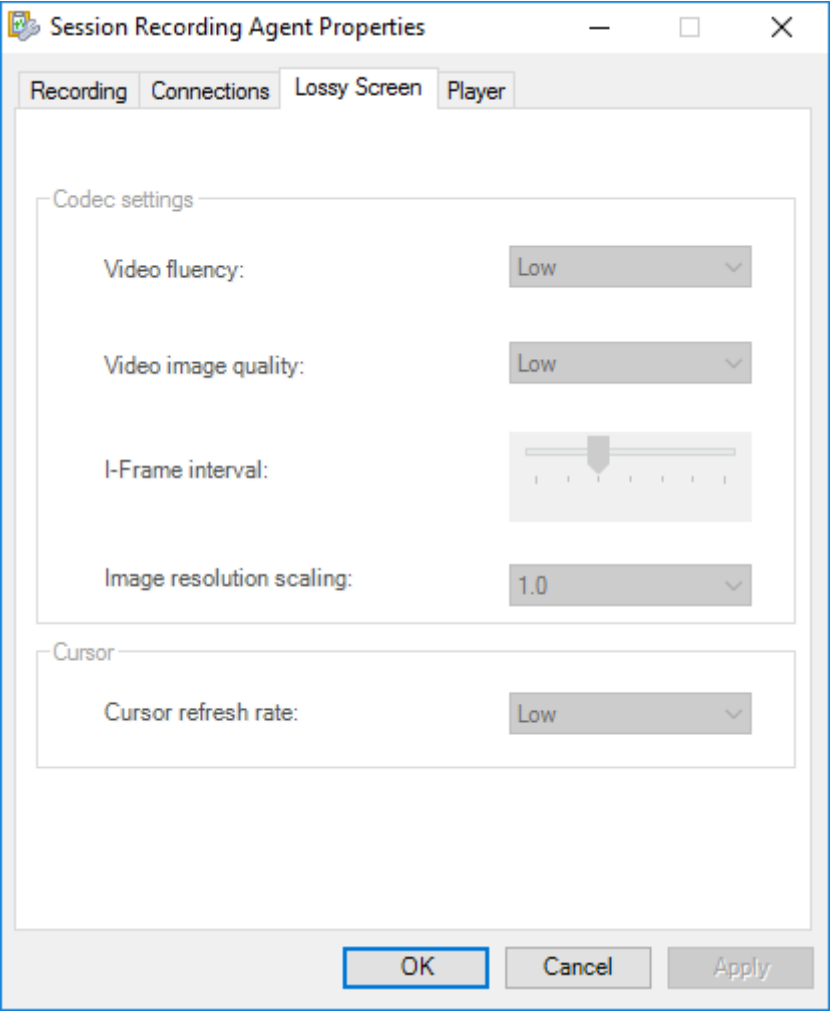 Session Recording Agent Properties
Recording Connections Lossy Screen Player
Codec settings
Video fluency: Low
Video image quality: Low
I-Frame interval:
Image resolution scaling: 1.0
Cursor
Cursor refresh rate: Low
OK Cancel Apply